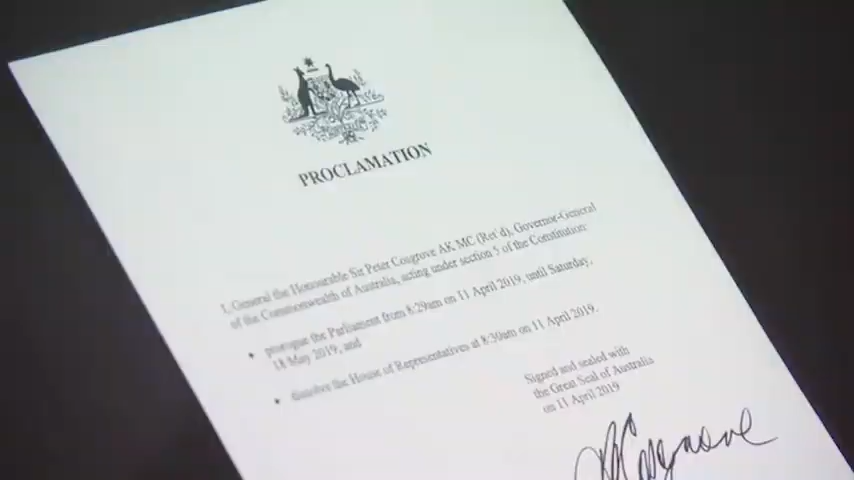 PROCLAMATION
I, General the Honourable Sir Peter Cosgrove AK MC (Ret'd), Governor-General
of the Commonwealth of Australia, acting under section 5 of the Constitution:
• prorogue the Parliament from 8:29am on 11 April 2019, until Saturday,
18 May 2019, and
• dissolve the House of Representatives at 8:30am on 11 April 2019.
Signed and sealed with
the Great Seal of Australia
on 11 April 2019